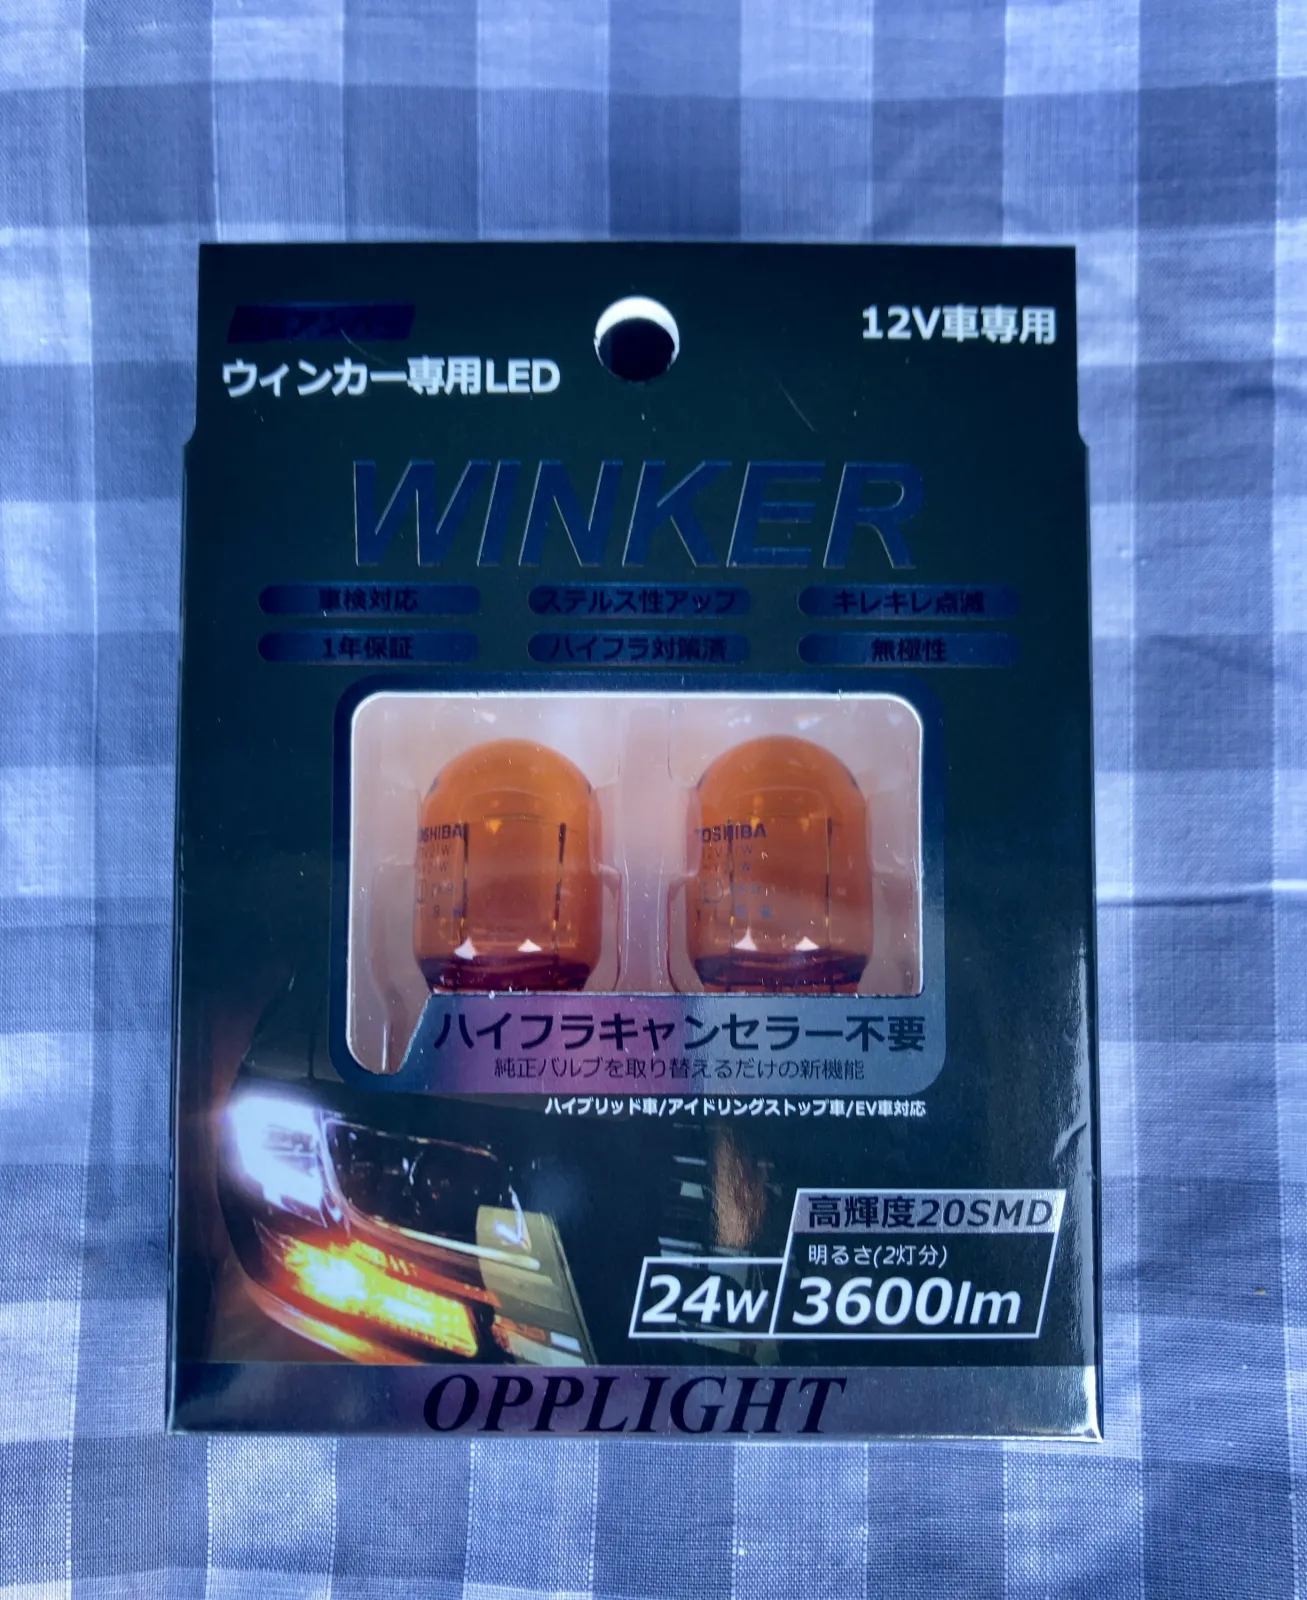 12V車専用
ウィンカー専用LED
WINKER
車検対応 ステルス性アップ キレキレ点滅
1年保証 ハイフラ対策済 無極性
TOSHIBA TOSHIBA
ハイフラキャンセラー不要
純正バルブを取り替えるだけの新機能
ハイブリッド車/アイドリングストップ車/EV車対応
高輝度20SMD
明るさ(2灯分)
24w 3600lm
OPPLIGHT